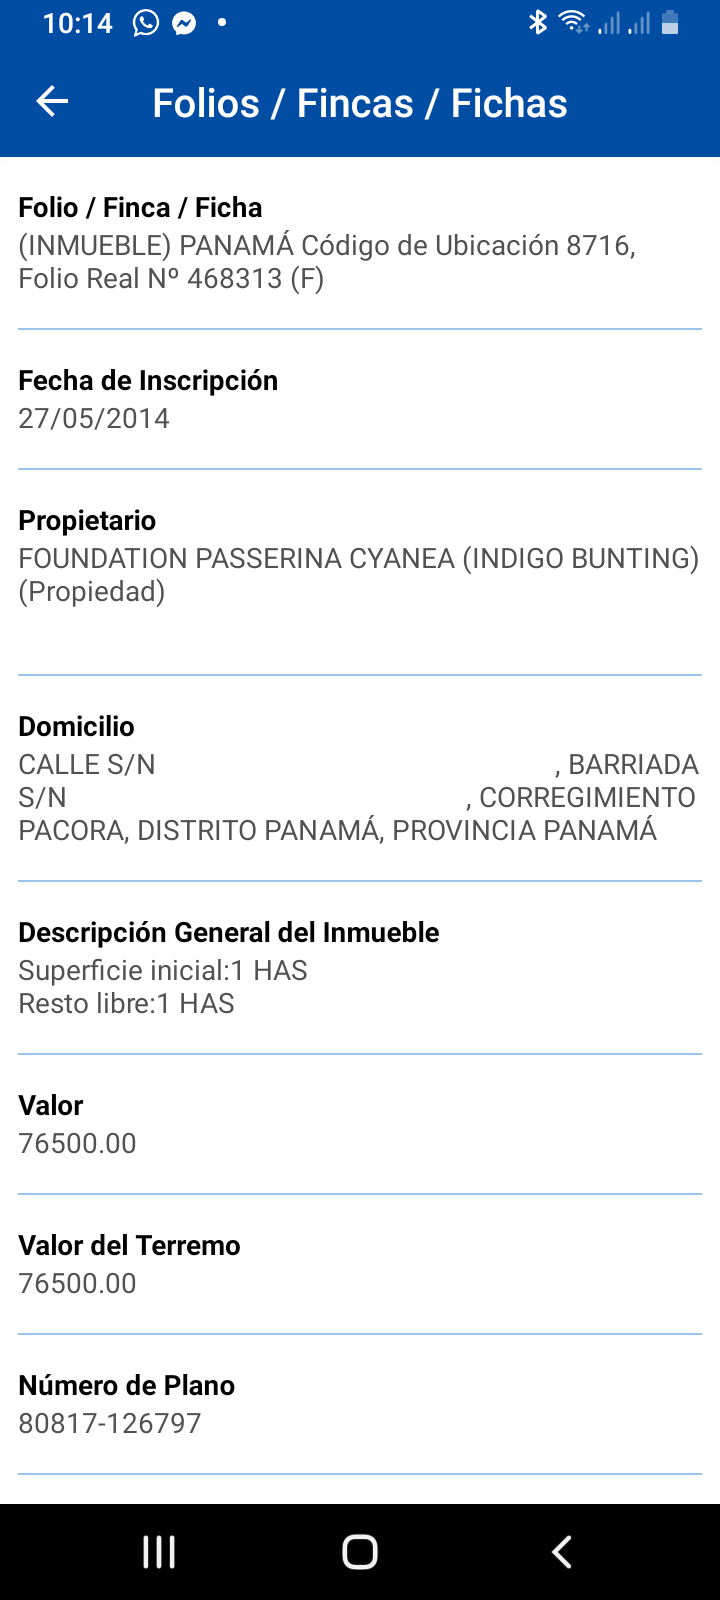 10:14
Folios / Fincas / Fichas
Folio / Finca / Ficha
(INMUEBLE) PANAMÁ Código de Ubicación 8716,
Folio Real Nº 468313 (F)
Fecha de Inscripción
27/05/2014
Propietario
FOUNDATION PASSERINA CYANEA (INDIGO BUNTING)
(Propiedad)
Domicilio
CALLE S/N , BARRIADA
S/N , CORREGIMIENTO
PACORA, DISTRITO PANAMÁ, PROVINCIA PANAMÁ
Descripción General del Inmueble
Superficie inicial:1 HAS
Resto libre:1 HAS
Valor
76500.00
Valor del Terremo
76500.00
Número de Plano
80817-126797